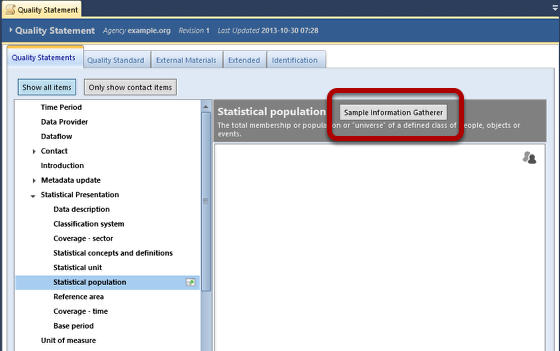 Quality Statement
Quality Statement Agency example.org Revision 1 Last Updated 2013-10-30 07:28
Quality Statements Quality Standard External Materials Extended Identification
Show all items Only show contact items
Time Period
Data Provider
Dataflow
Contact
Introduction
Metadata update
Statistical Presentation
Data description
Classification system
Coverage - sector
Statistical concepts and definitions
Statistical unit
Statistical population
Reference area
Coverage - time
Base period
Unit of measure
Statistical population Sample Information Gatherer
The total membership or population or "universe" of a defined class of people, objects or
events.